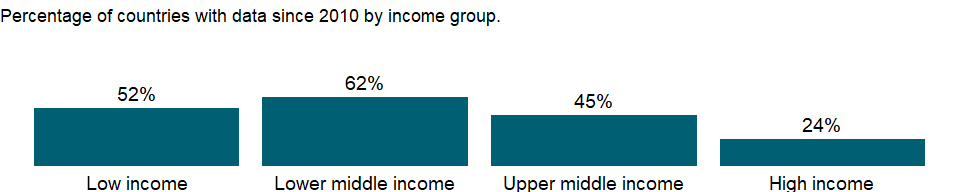 Percentage of countries with data since 2010 by income group.
52%
62%
45%
24%
Low income
Lower middle income
Upper middle income
High income